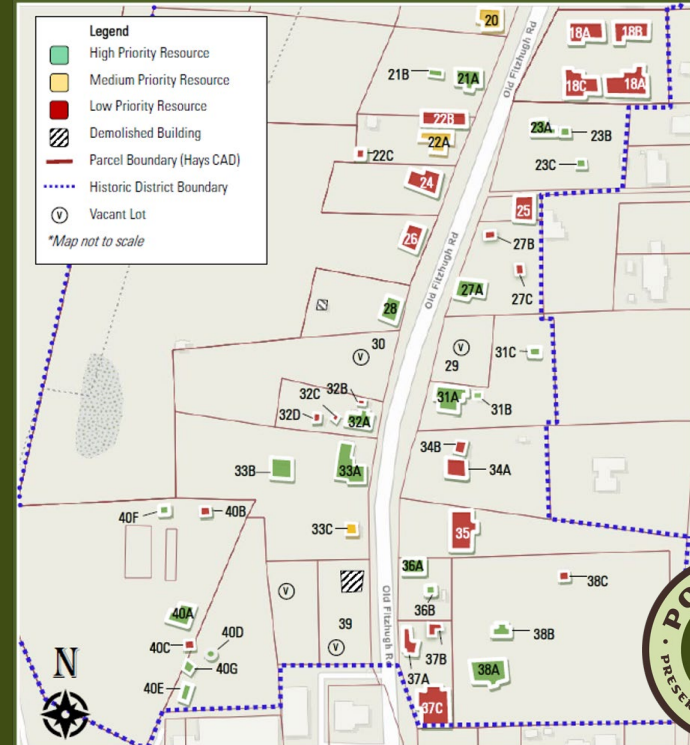 Legend
High Priority Resource
Medium Priority Resource
Low Priority Resource
Demolished Building
Parcel Boundary (Hays CAD)
Historic District Boundary
V Vacant Lot
*Map not to scale
20
18A 18B
21B 21A
18C 18A
Old Fitzhugh Rd
22B
22A
23A 23B
22C
23C
24
25
26
27B
Old Fitzhugh Rd
27A
27C
28
30
V
V
29
31C
32C 32B
32D
32A
31A
31B
34B
33B
33A
34A
40F
40B
33C
35
36A
38C
V
36B
Old Fitzhugh Rd
40A
39
V
40C
40D
37B
38B
40G
37A
38A
40E
37C
N
PO
PRESE